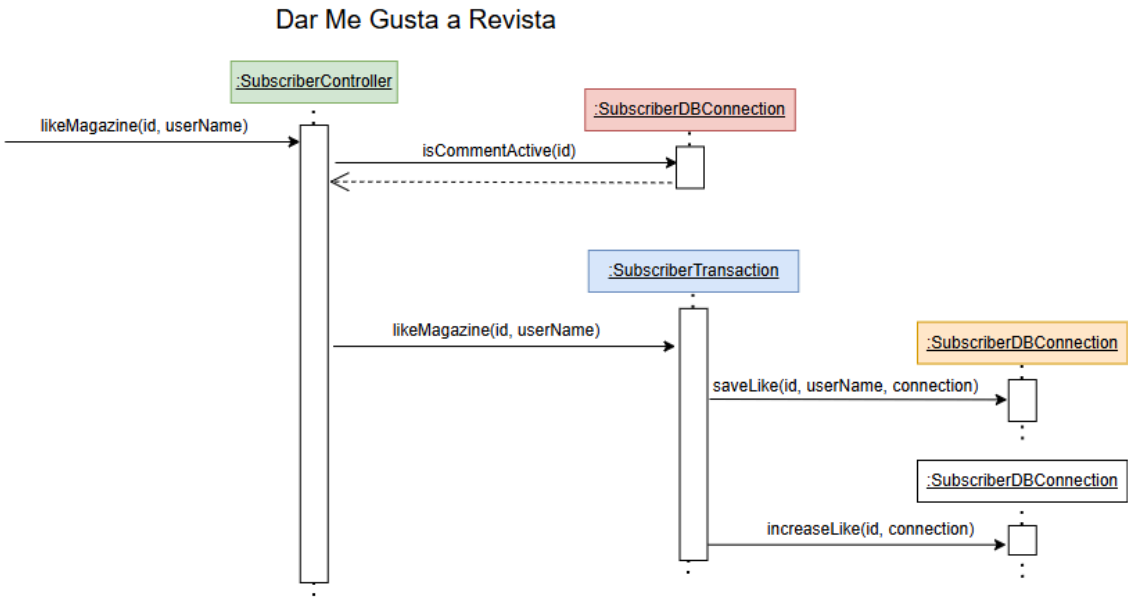 Dar Me Gusta a Revista
:SubscriberController
likeMagazine(id, userName)
:SubscriberDBConnection
isCommentActive(id)
:SubscriberTransaction
likeMagazine(id, userName)
:SubscriberDBConnection
saveLike(id, userName, connection)
:SubscriberDBConnection
increaseLike(id, connection)